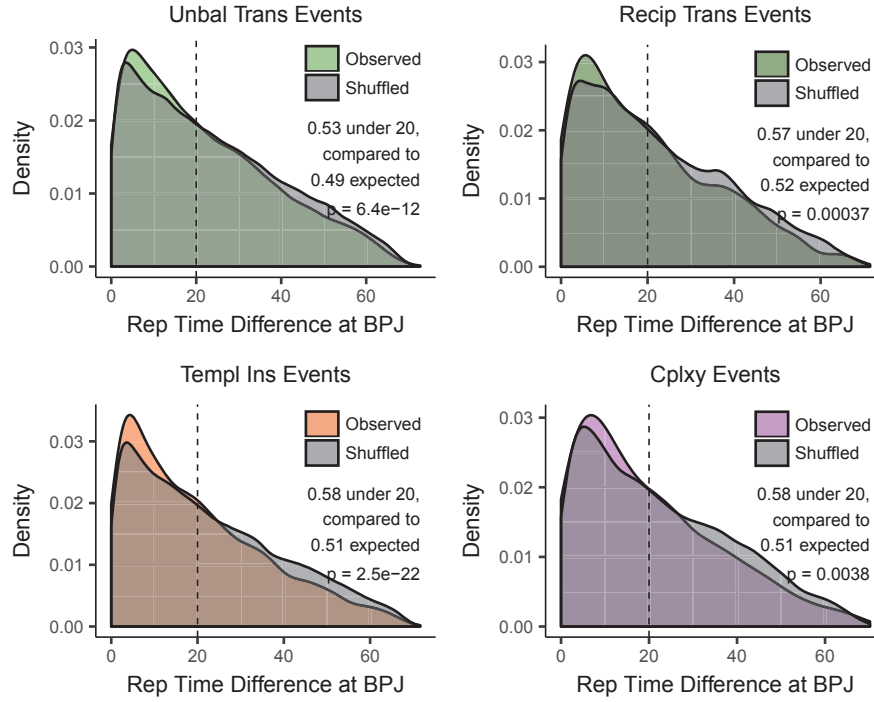 Unbal Trans Events
Density
0.03
0.02
0.01
0.00
0
20
40
60
Rep Time Difference at BPJ
Observed
Shuffled
0.53 under 20,
compared to
0.49 expected
p = 6.4e−12
Recip Trans Events
Density
0.03
0.02
0.01
0.00
0
20
40
60
Rep Time Difference at BPJ
Observed
Shuffled
0.57 under 20,
compared to
0.52 expected
p = 0.00037
Templ Ins Events
Density
0.03
0.02
0.01
0.00
0
20
40
60
Rep Time Difference at BPJ
Observed
Shuffled
0.58 under 20,
compared to
0.51 expected
p = 2.5e−22
Cplxy Events
Density
0.03
0.02
0.01
0.00
0
20
40
60
Rep Time Difference at BPJ
Observed
Shuffled
0.58 under 20,
compared to
0.51 expected
p = 0.0038